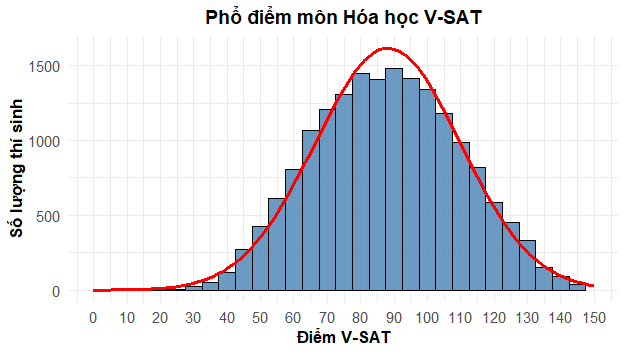 Phổ điểm môn Hóa học V-SAT
Số lượng thí sinh
1500
1000
500
0
0 10 20 30 40 50 60 70 80 90 100 110 120 130 140 150
Điểm V-SAT